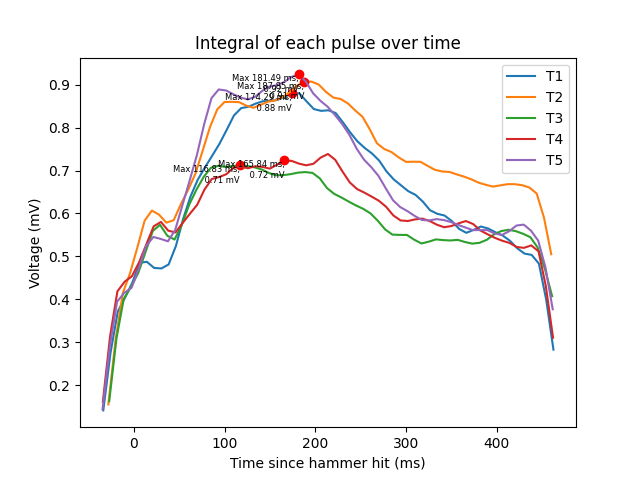 Integral of each pulse over time
Voltage (mV)
0.9
0.8
0.7
0.6
0.5
0.4
0.3
0.2
T1
T2
T3
T4
T5
Max 181.49 ms,
Max 174.29 ms,
0.88 mV
Max 116.83 ms,
0.71 mV
Max 165.84 ms,
0.72 mV
0
100
200
300
400
Time since hammer hit (ms)